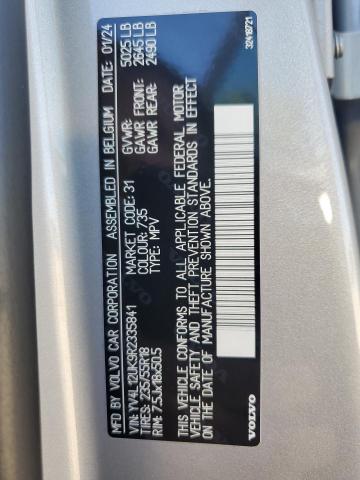 MFD BY VOLVO CAR CORPORATION ASSEMBLED IN BELGIUM DATE: 01/24
VIN: YV4L12UK9R2335841 MARKET CODE: 31 GVWR: 5025 LB
TIRES: 235/55R18 COLOUR: 735 GAWR FRONT: 2645 LB
RIM: 7.5Jx18x50.5 TYPE: MPV GAWR REAR: 2490 LB
THIS VEHICLE CONFORMS TO ALL APPLICABLE FEDERAL MOTOR
VEHICLE SAFETY AND THEFT PREVENTION STANDARDS IN EFFECT
ON THE DATE OF MANUFACTURE SHOWN ABOVE.
VOLVO 32418721